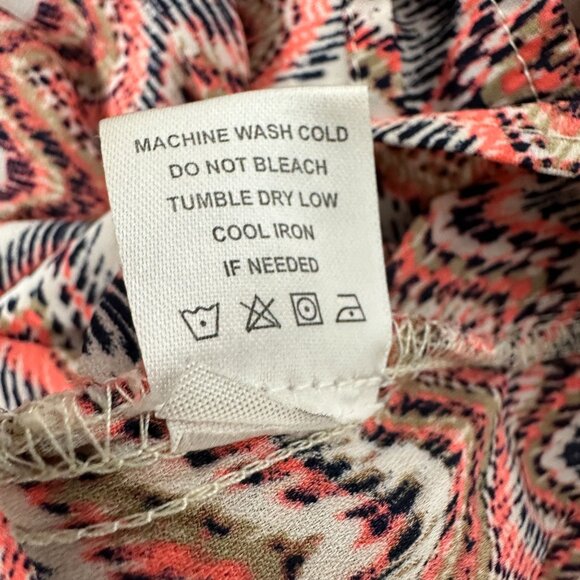 MACHINE WASH COLD
DO NOT BLEACH
TUMBLE DRY LOW
COOL IRON
IF NEEDED